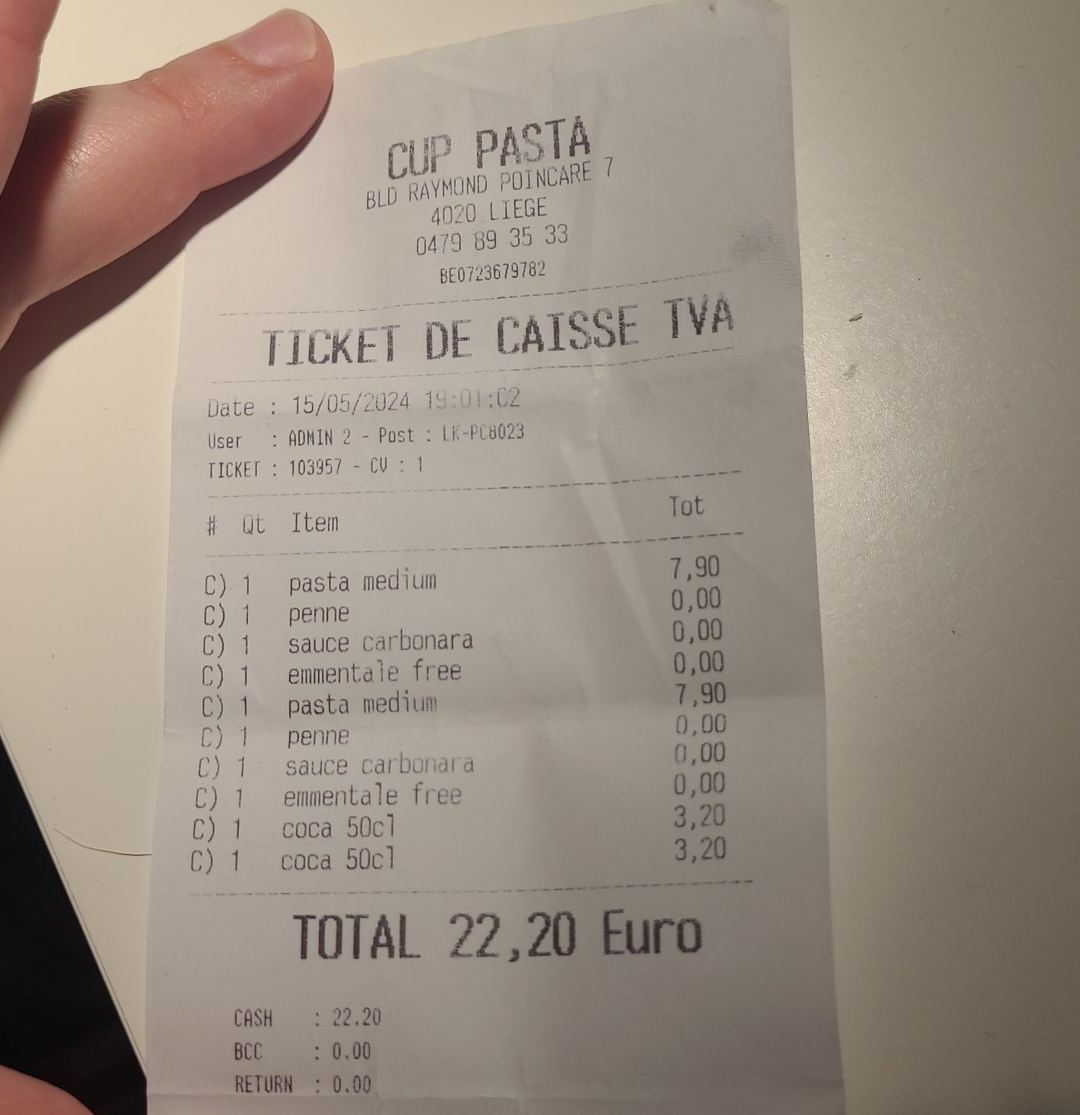 CUP PASTA
BLD RAYMOND POINCARE 7
4020 LIEGE
0479 89 35 33
BE0723679782
TICKET DE CAISSE TVA
Date : 15/05/2024 19:01:02
User : ADMIN 2 - Post : LK-PC8023
TICKET : 103957 - CV : 1
# Qt Item Tot
C) 1 pasta medium 7,90
C) 1 penne 0,00
C) 1 sauce carbonara 0,00
C) 1 emmentale free 0,00
C) 1 pasta medium 7,90
C) 1 penne 0,00
C) 1 sauce carbonara 0,00
C) 1 emmentale free 0,00
C) 1 coca 50cl 3,20
C) 1 coca 50cl 3,20
TOTAL 22,20 Euro
CASH : 22.20
BCC : 0.00
RETURN : 0.00